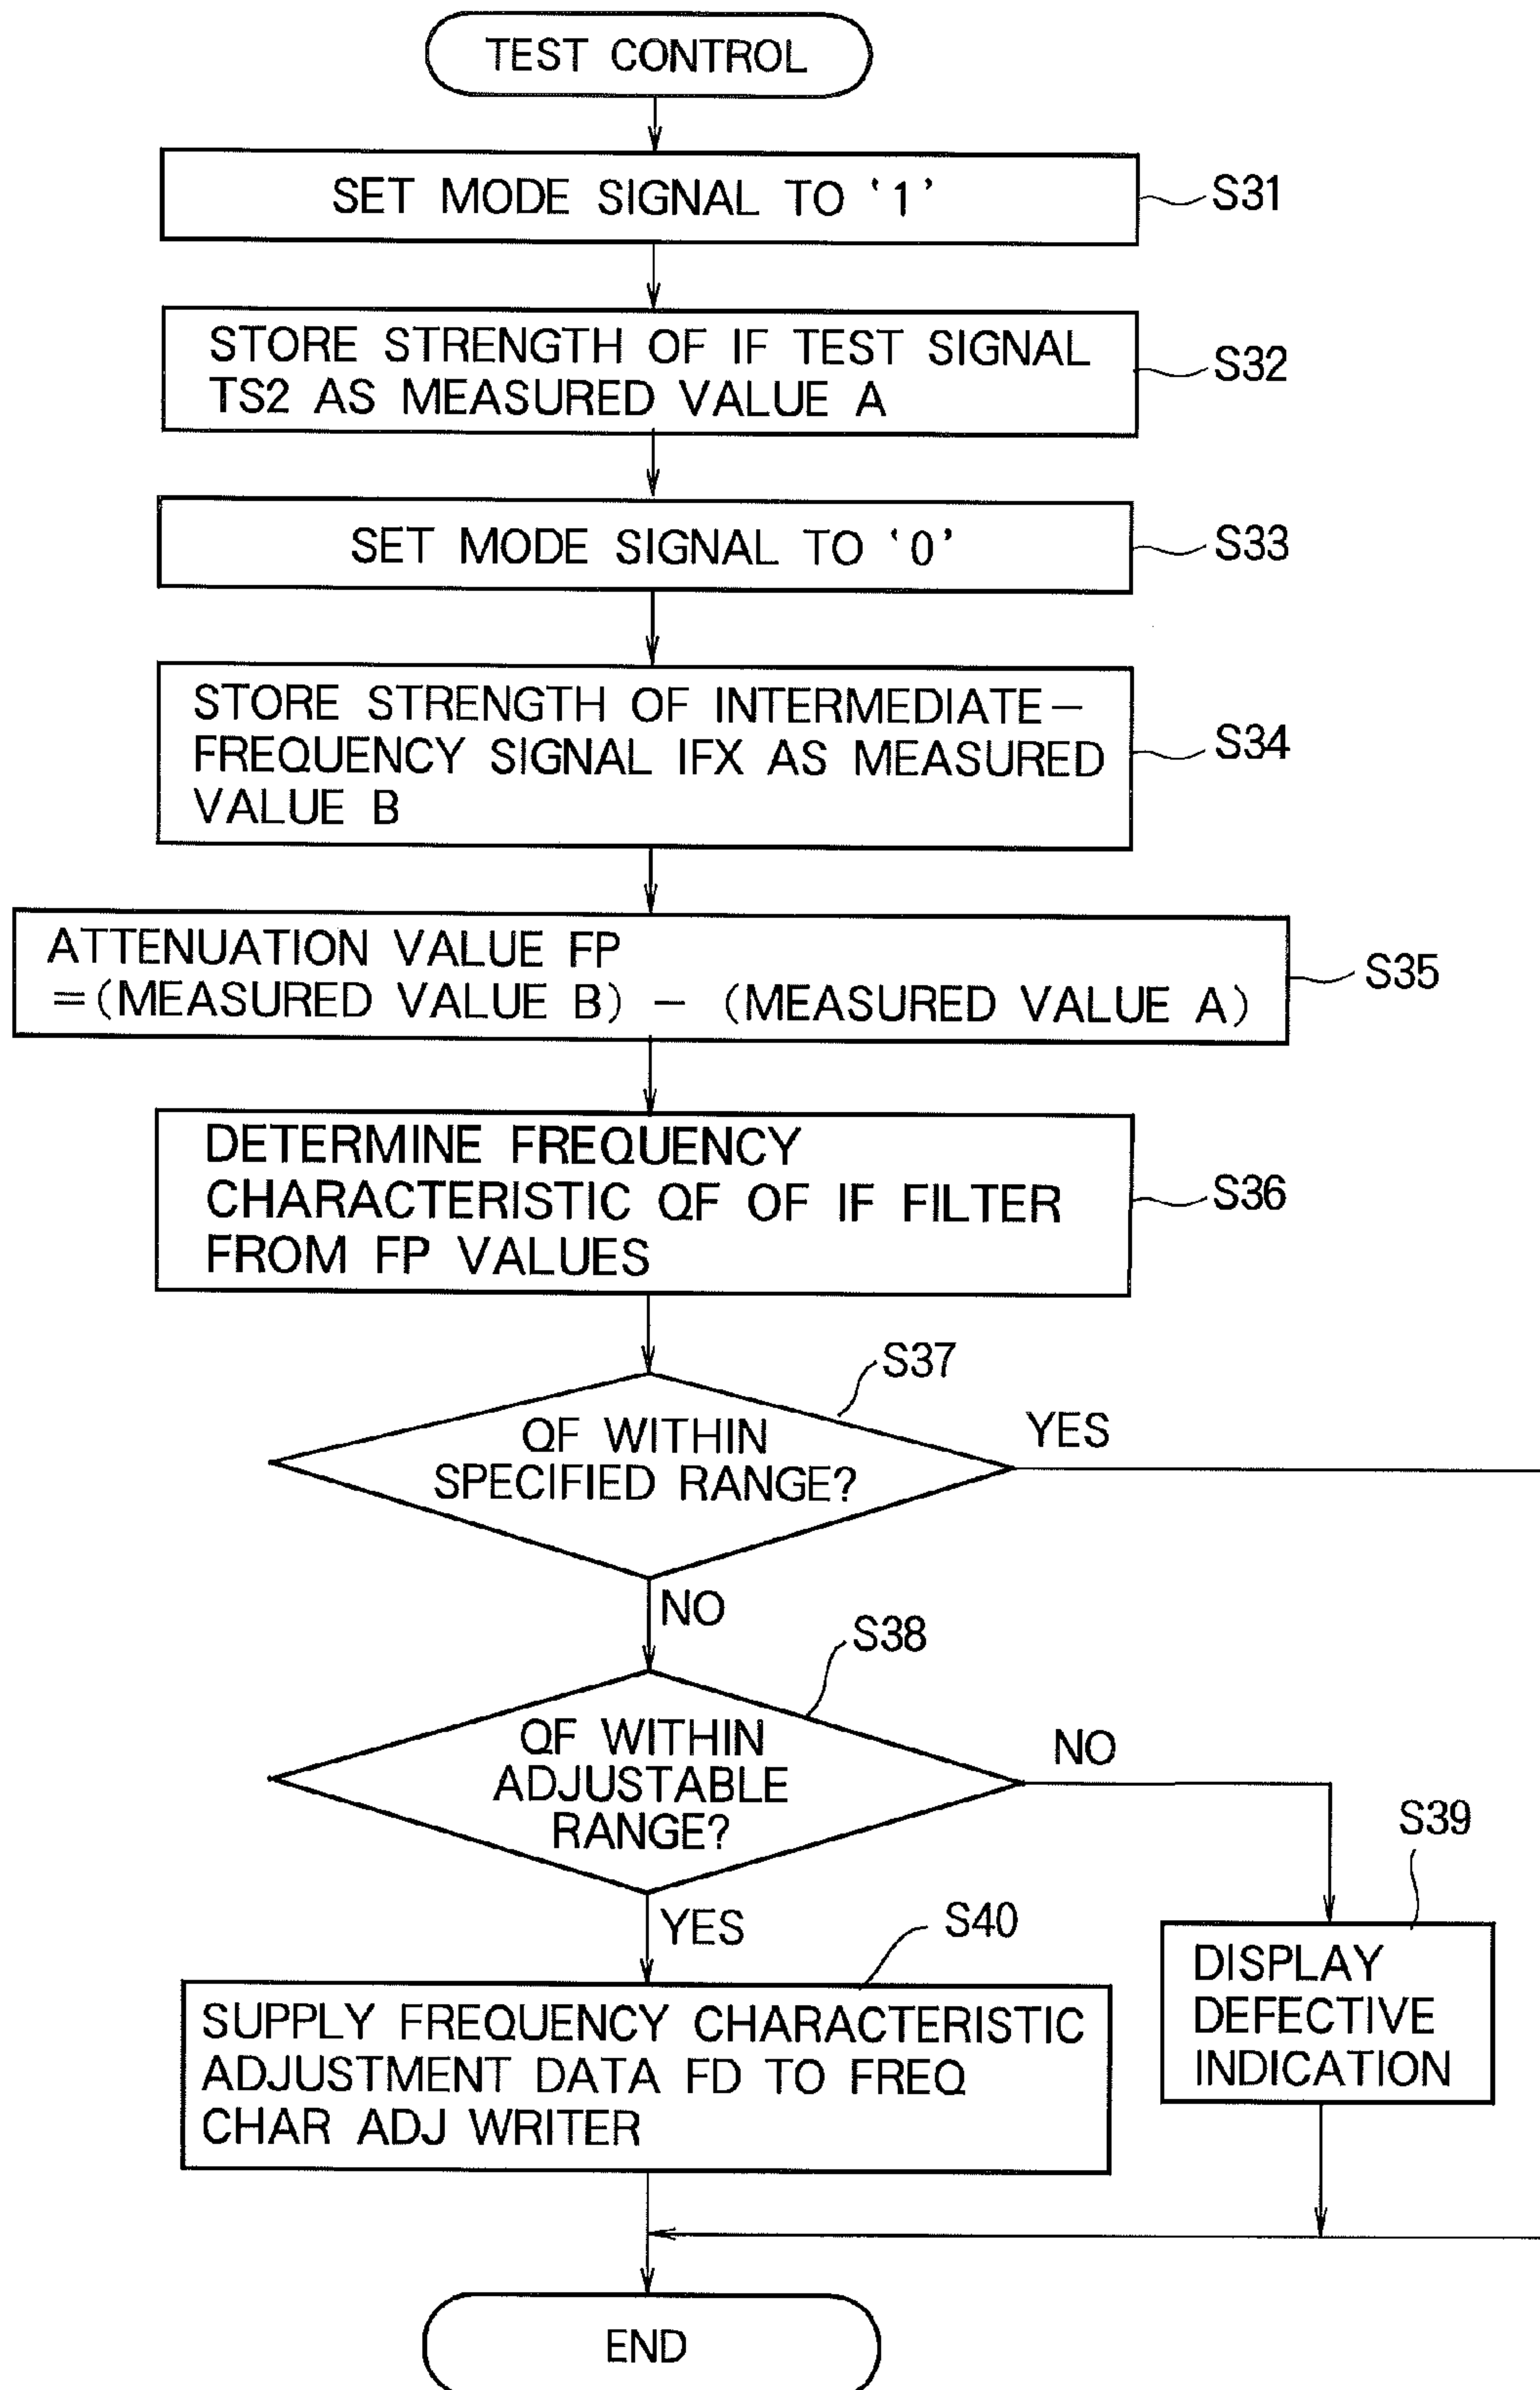 TEST CONTROL
SET MODE SIGNAL TO ‘1’
S31
STORE STRENGTH OF IF TEST SIGNAL
TS2 AS MEASURED VALUE A
S32
SET MODE SIGNAL TO ‘0’
S33
STORE STRENGTH OF INTERMEDIATE-
FREQUENCY SIGNAL IFX AS MEASURED
VALUE B
S34
ATTENUATION VALUE FP
=(MEASURED VALUE B) - (MEASURED VALUE A)
S35
DETERMINE FREQUENCY
CHARACTERISTIC QF OF IF FILTER
FROM FP VALUES
S36
S37
QF WITHIN
SPECIFIED RANGE?
YES
NO
S38
QF WITHIN
ADJUSTABLE
RANGE?
NO
S39
YES
S40
DISPLAY
DEFECTIVE
INDICATION
SUPPLY FREQUENCY CHARACTERISTIC
ADJUSTMENT DATA FD TO FREQ
CHAR ADJ WRITER
END